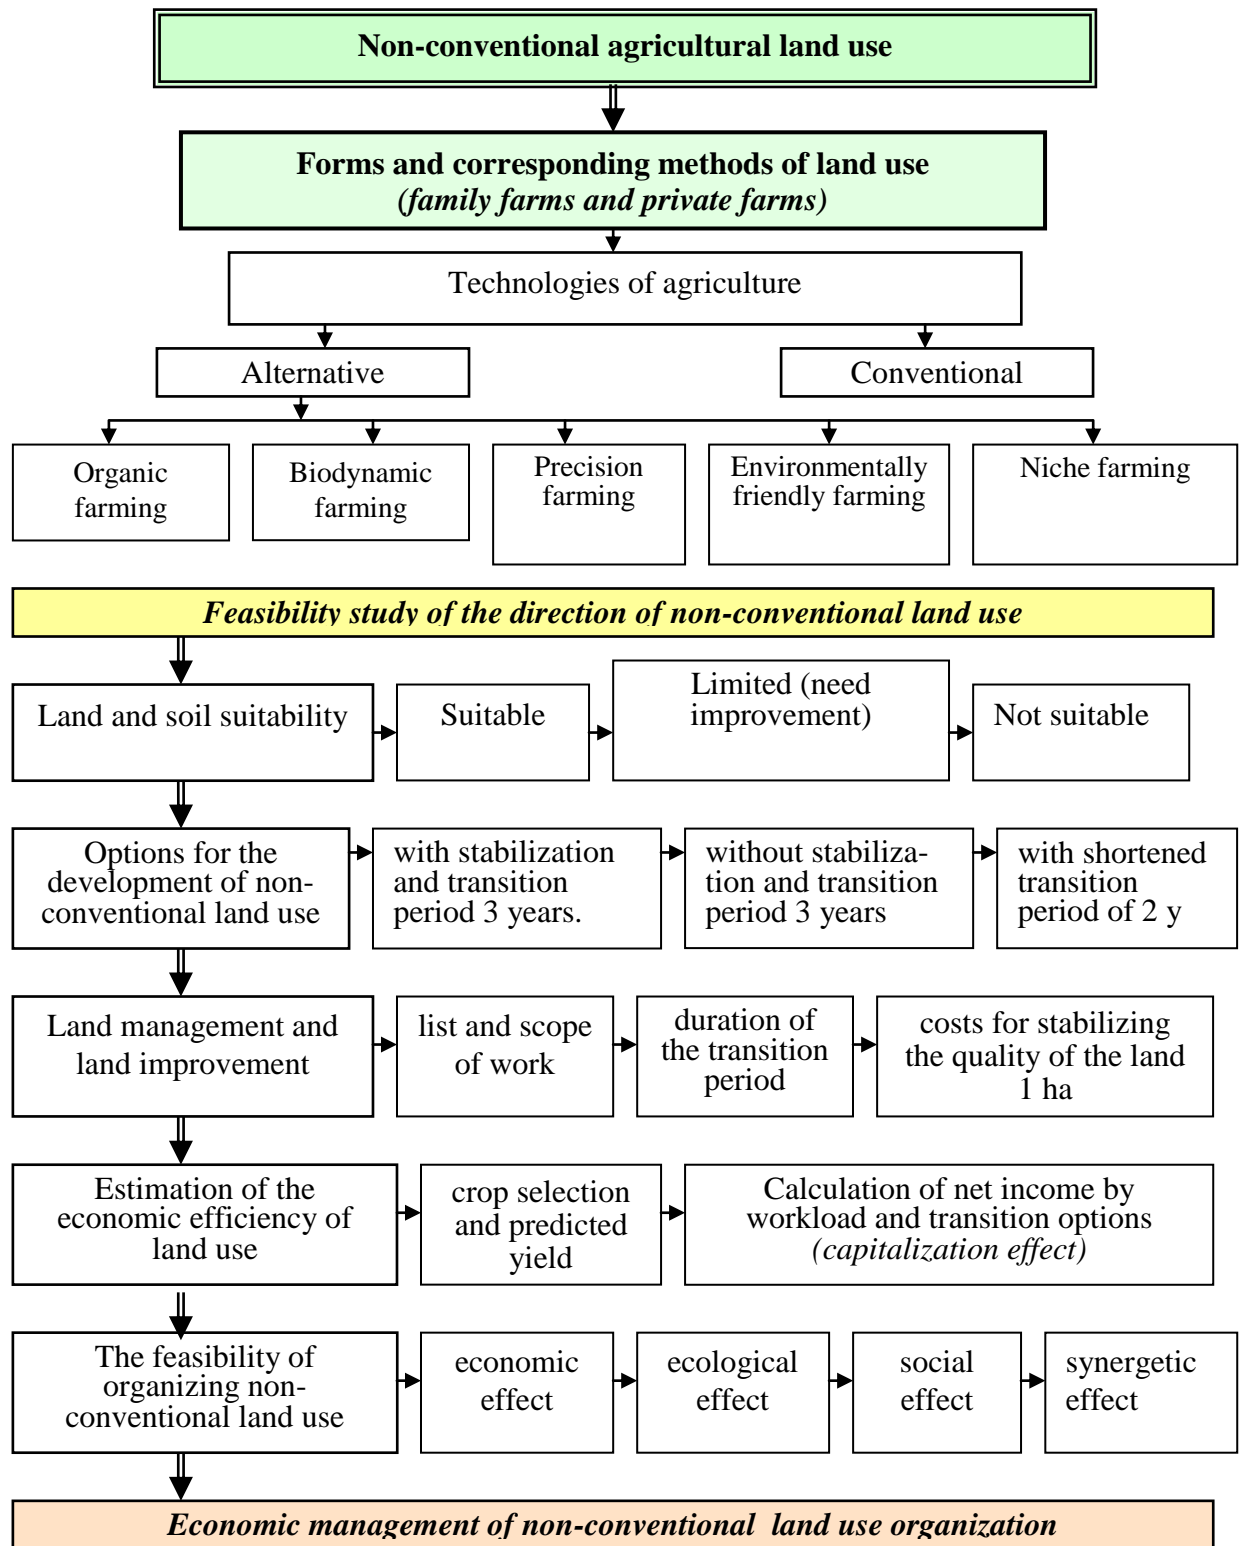 Non-conventional agricultural land use
Forms and corresponding methods of land use
(family farms and private farms)
Technologies of agriculture
Alternative
Conventional
Organic
farming
Biodynamic
farming
Precision
farming
Environmentally
friendly farming
Niche farming
Feasibility study of the direction of non-conventional land use
Land and soil suitability
Suitable
Limited (need
improvement)
Not suitable
Options for the
development of non-
conventional land use
with stabilization
and transition
period 3 years.
without stabiliza-
tion and transition
period 3 years
with shortened
transition
period of 2 y
Land management and
land improvement
list and scope
of work
duration of
the transition
period
costs for stabilizing
the quality of the land
1 ha
Estimation of the
economic efficiency of
land use
crop selection
and predicted
yield
Calculation of net income by
workload and transition options
(capitalization effect)
The feasibility of
organizing non-
conventional land use
economic
effect
ecological
effect
social
effect
synergetic
effect
Economic management of non-conventional land use organization